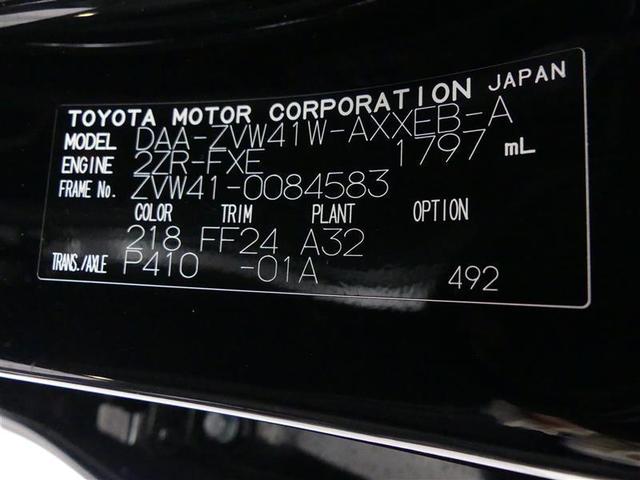 TOYOTA MOTOR CORPORATION JAPAN
MODEL DAA-ZVW41W-AXXEB-A
ENGINE 2ZR-FXE 1797 mL
FRAME No. ZVW41-0084583
COLOR TRIM PLANT OPTION
218 FF24 A32
TRANS./AXLE P410 -01A 492